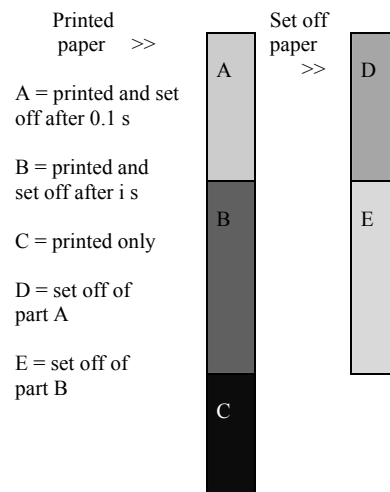 Printed
paper >>
A = printed and set
off after 0.1 s
B = printed and
set off after i s
C = printed only
D = set off of
part A
E = set off of
part B
A
B
C
Set off
paper
>>
D
E